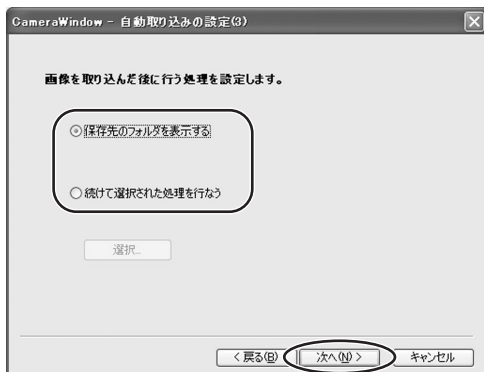 CameraWindow - 自動取り込みの設定(3)
画像を取り込んだ後に行う処理を設定します。
保存先のフォルダを表示する
続けて選択された処理を行なう
選択...
< 戻る(B) 次へ(N) > キャンセル